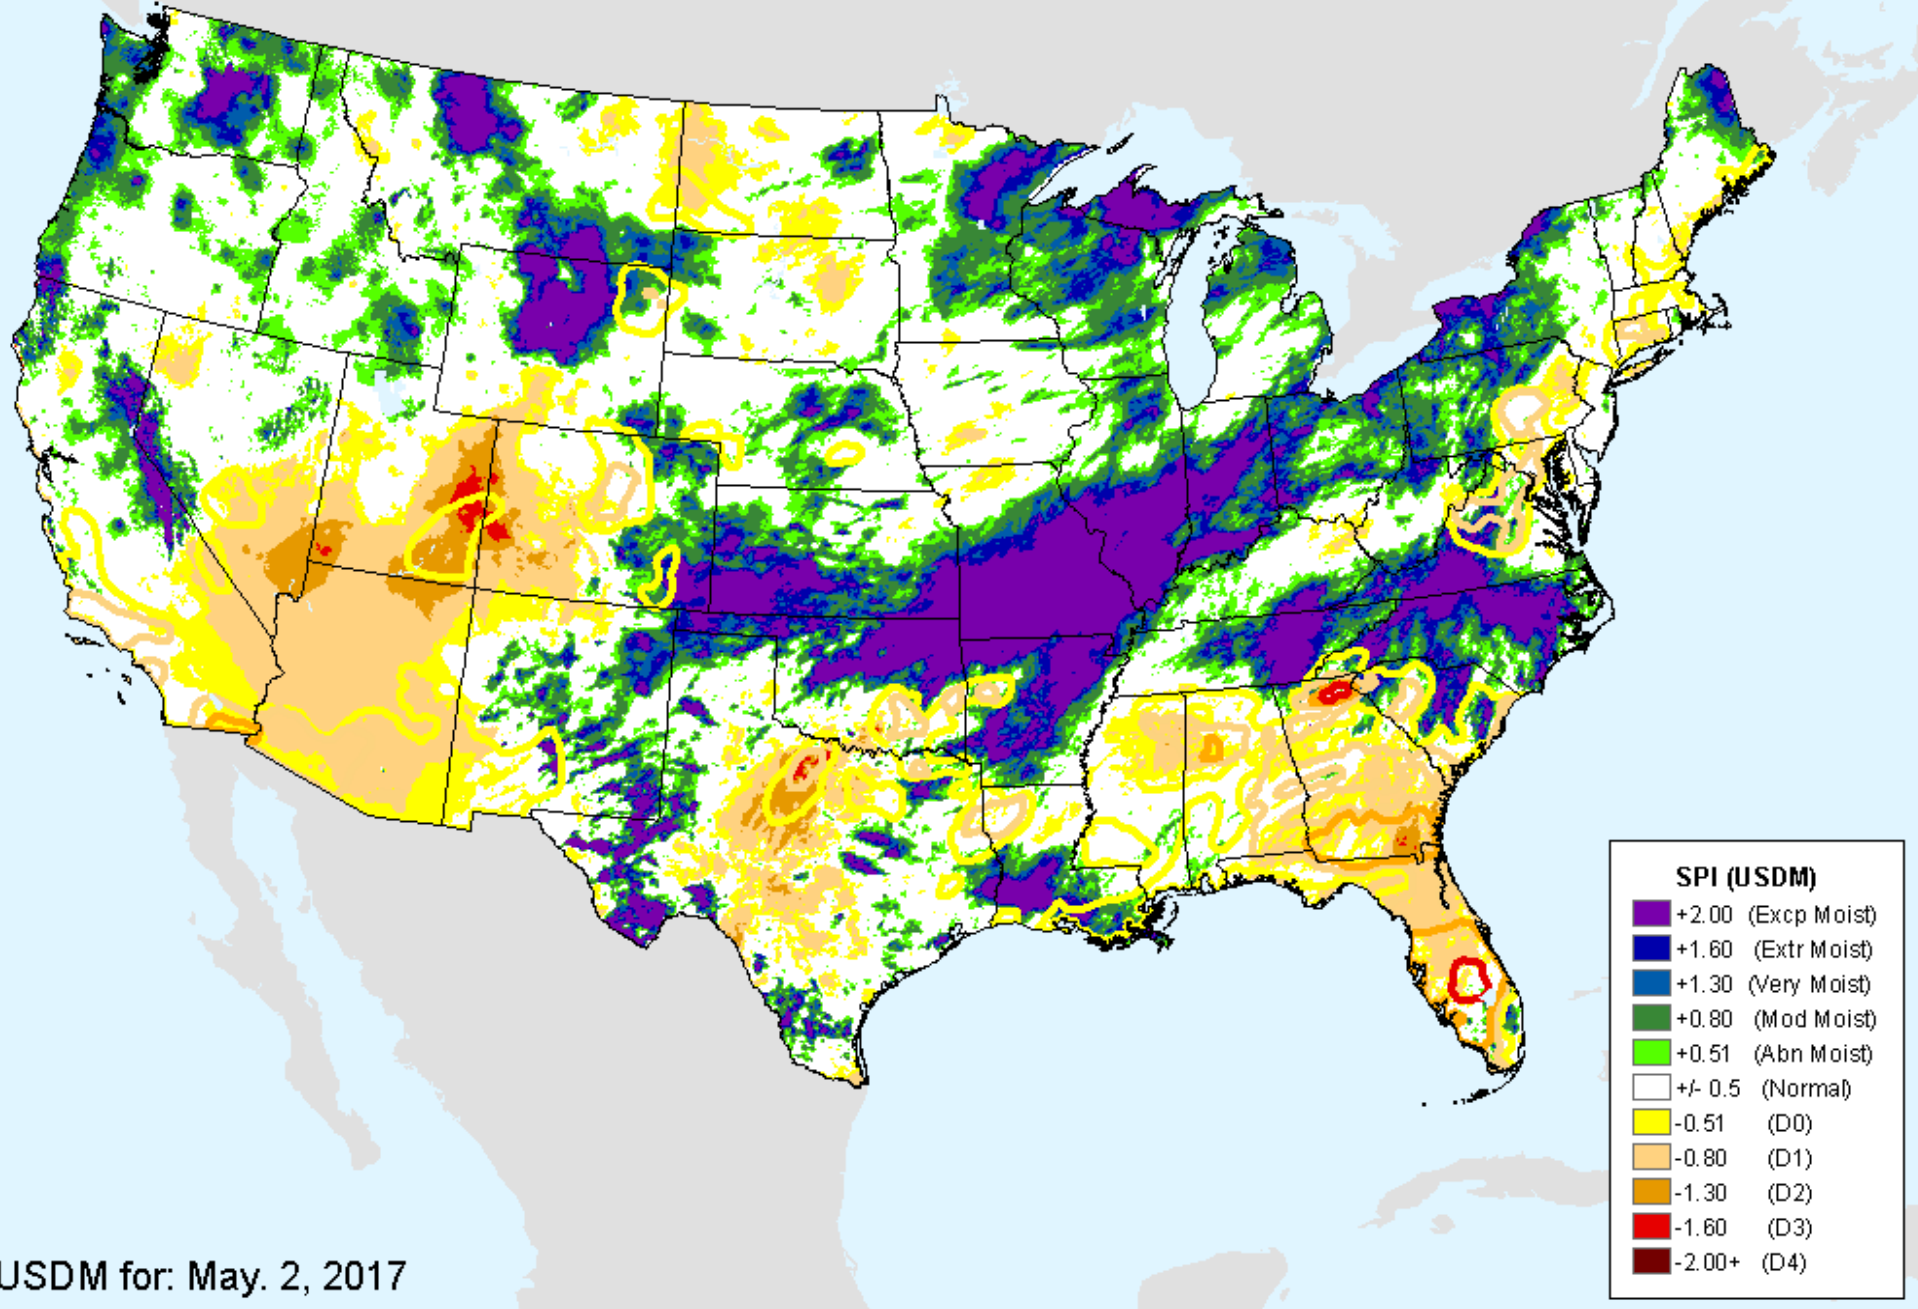 SPI (USDM)
+2.00 (Excp Moist)
+1.60 (Extr Moist)
+1.30 (Very Moist)
+0.80 (Mod Moist)
+0.51 (Abn Moist)
+/- 0.5 (Normal)
-0.51 (D0)
-0.80 (D1)
-1.30 (D2)
-1.60 (D3)
-2.00+ (D4)
USDM for: May. 2, 2017